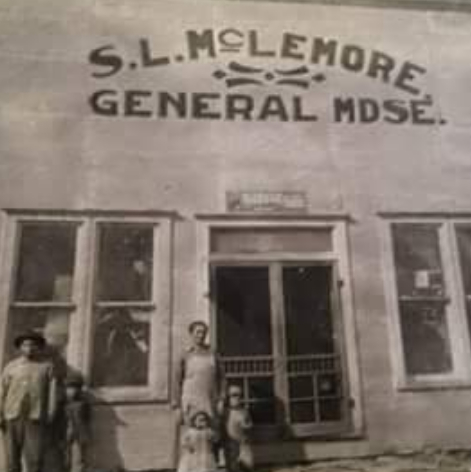 S.L. McLEMORE,
GENERAL MDSE.